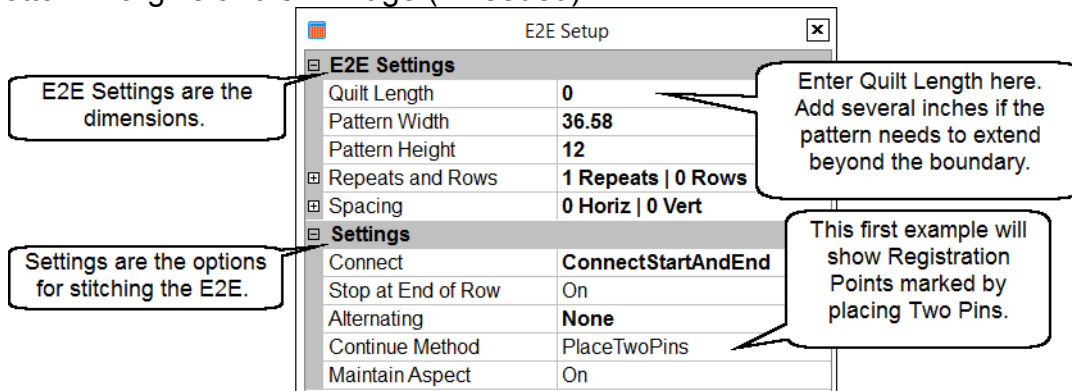 E2E Setup
E2E Settings
Quilt Length 0
Pattern Width 36.58
Pattern Height 12
Repeats and Rows 1 Repeats | 0 Rows
Spacing 0 Horiz | 0 Vert
Settings
Connect ConnectStartAndEnd
Stop at End of Row On
Alternating None
Continue Method PlaceTwoPins
Maintain Aspect On
E2E Settings are the
dimensions.
Enter Quilt Length here.
Add several inches if the
pattern needs to extend
beyond the boundary.
Settings are the options
for stitching the E2E.
This first example will
show Registration
Points marked by
placing Two Pins.